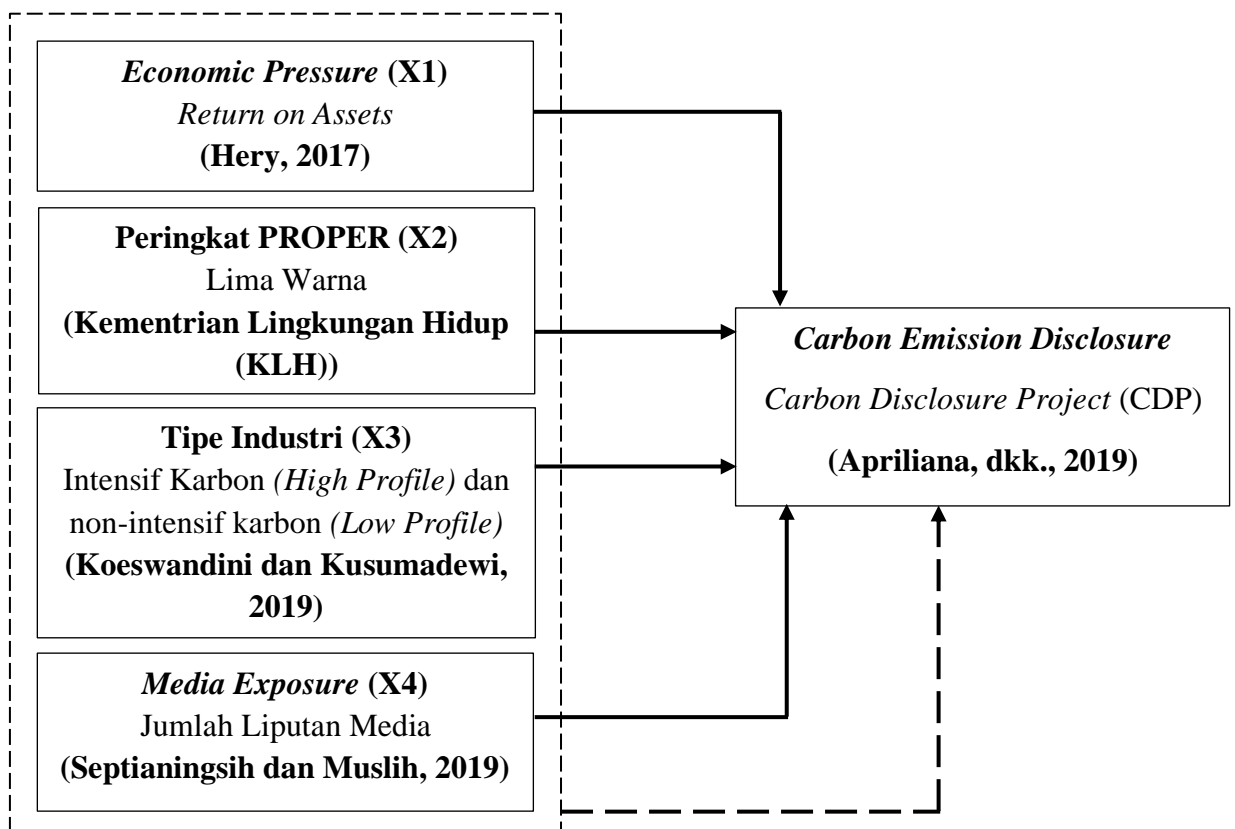 Economic Pressure (X1)
Return on Assets
(Hery, 2017)
Peringkat PROPER (X2)
Lima Warna
(Kementrian Lingkungan Hidup
(KLH))
Tipe Industri (X3)
Intensif Karbon (High Profile) dan
non-intensif karbon (Low Profile)
(Koeswandini dan Kusumadewi,
2019)
Media Exposure (X4)
Jumlah Liputan Media
(Septianingsih dan Muslih, 2019)
Carbon Emission Disclosure
Carbon Disclosure Project (CDP)
(Apriliana, dkk., 2019)